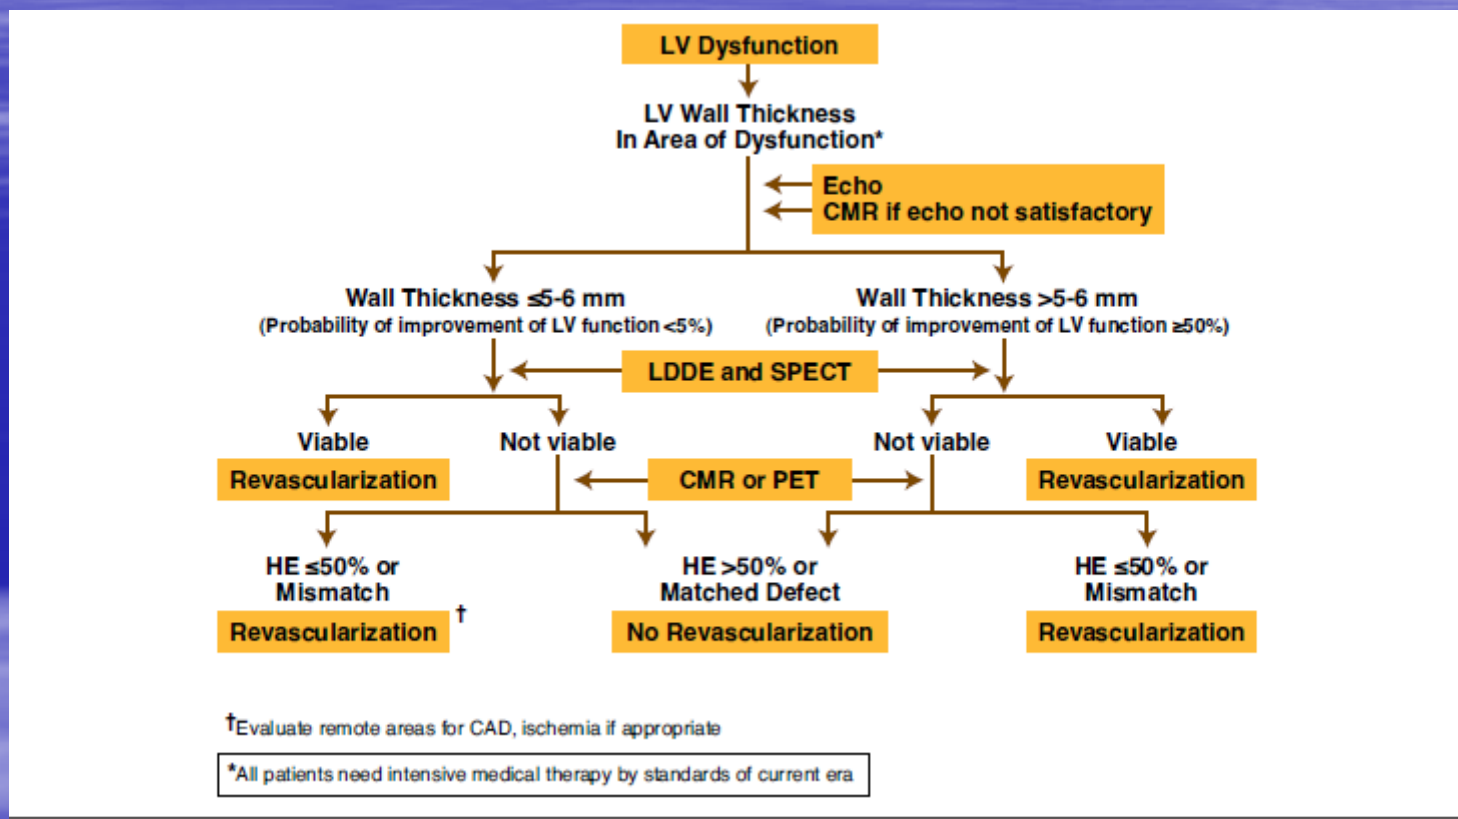 LV Dysfunction
LV Wall Thickness
In Area of Dysfunction*
Echo
CMR if echo not satisfactory
Wall Thickness ≤5-6 mm
(Probability of improvement of LV function <5%)
Wall Thickness >5-6 mm
(Probability of improvement of LV function ≥50%)
LDDE and SPECT
Viable
Revascularization
Not viable
Not viable
Viable
Revascularization
CMR or PET
HE ≤50% or
Mismatch
Revascularization †
HE >50% or
Matched Defect
No Revascularization
HE ≤50% or
Mismatch
Revascularization
†Evaluate remote areas for CAD, ischemia if appropriate
*All patients need intensive medical therapy by standards of current era